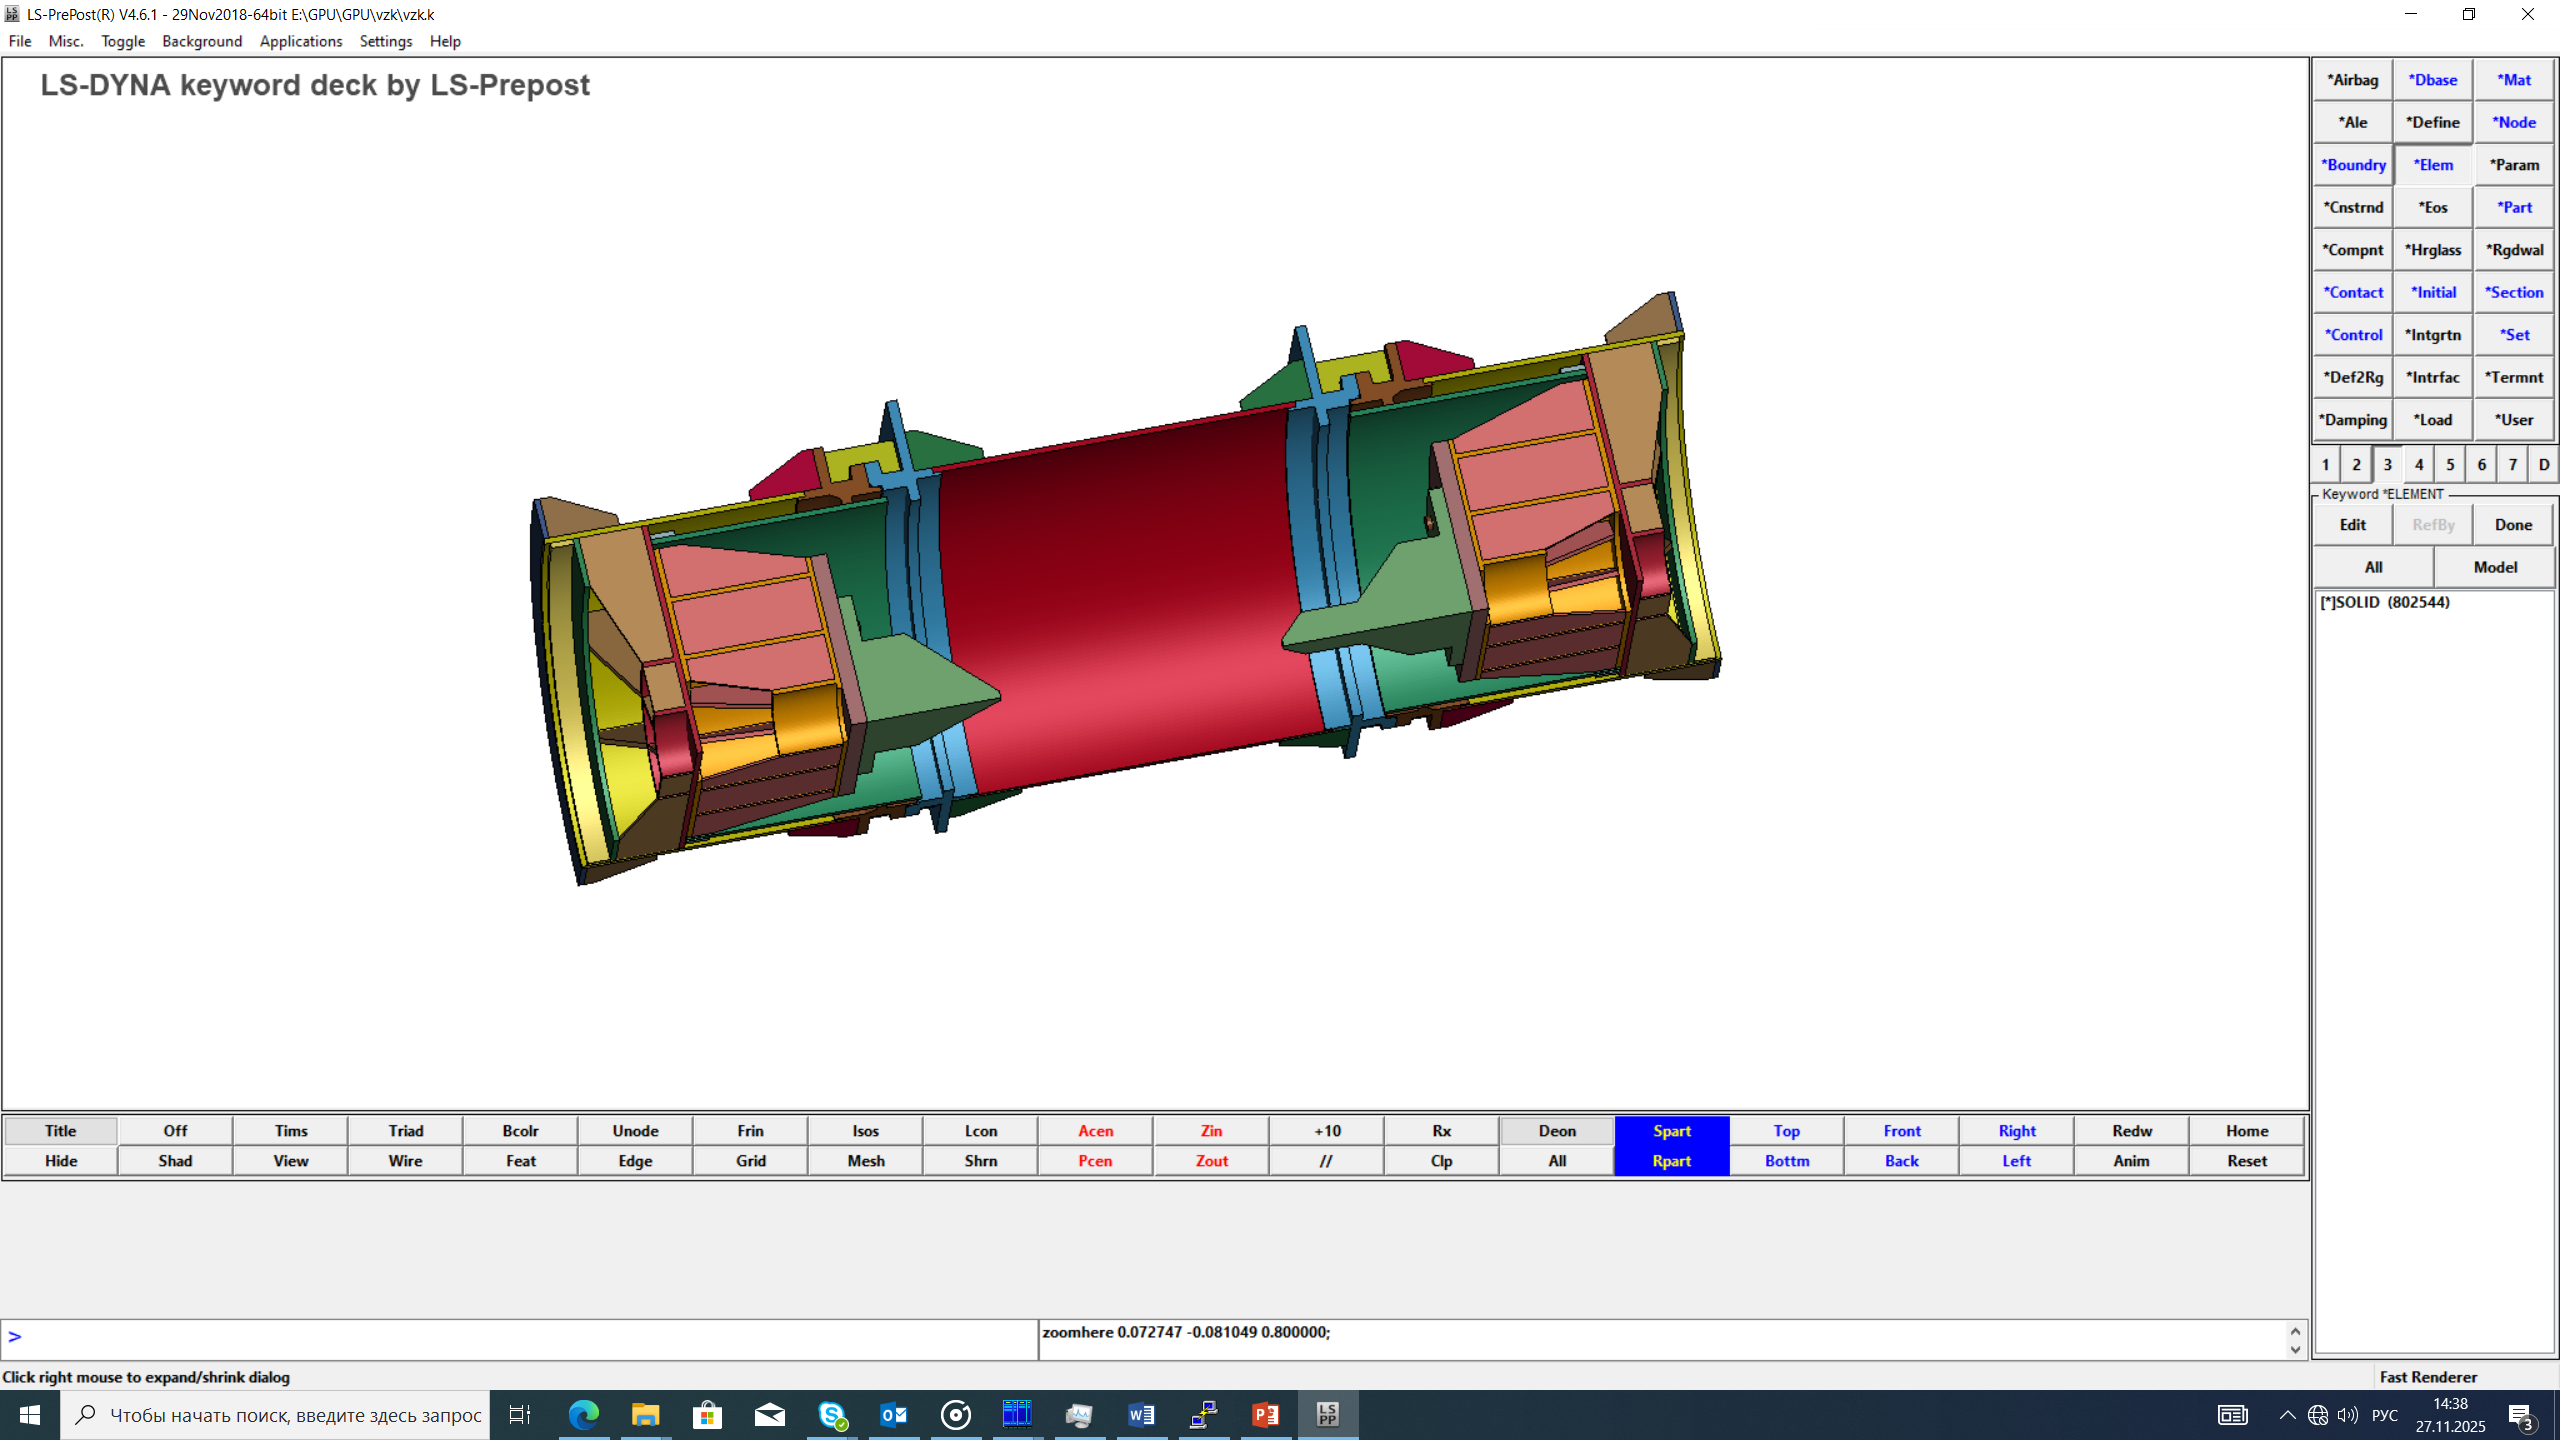 LS-PrePost(R) V4.6.1 - 29Nov2018-64bit E:\GPU\GPU\vzk\vzk.k
File Misc. Toggle Background Applications Settings Help
LS-DYNA keyword deck by LS-Prepost
*Airbag *Dbase *Mat
*Ale *Define *Node
*Boundry *Elem *Param
*Cnstrnd *Eos *Part
*Compnt *Hrglass *Rgdwal
*Contact *Initial *Section
*Control *Intgrtn *Set
*Def2Rg *Intrfac *Termnt
*Damping *Load *User
1 2 3 4 5 6 7 D
Keyword *ELEMENT
Edit RefBy Done
All Model
[*]SOLID (802544)
Title Off Tims Triad Bcolr Unode Frin Isos Lcon Acen Zin +10 Rx Deon Spart Top Front Right Redw Home
Hide Shad View Wire Feat Edge Grid Mesh Shrn Pcen Zout // Clp All Rpart Bottm Back Left Anim Reset
>
zoomhere 0.072747 -0.081049 0.800000;
Click right mouse to expand/shrink dialog
Fast Renderer
Чтобы начать поиск, введите здесь запрос
РУС
14:38
27.11.2025
3